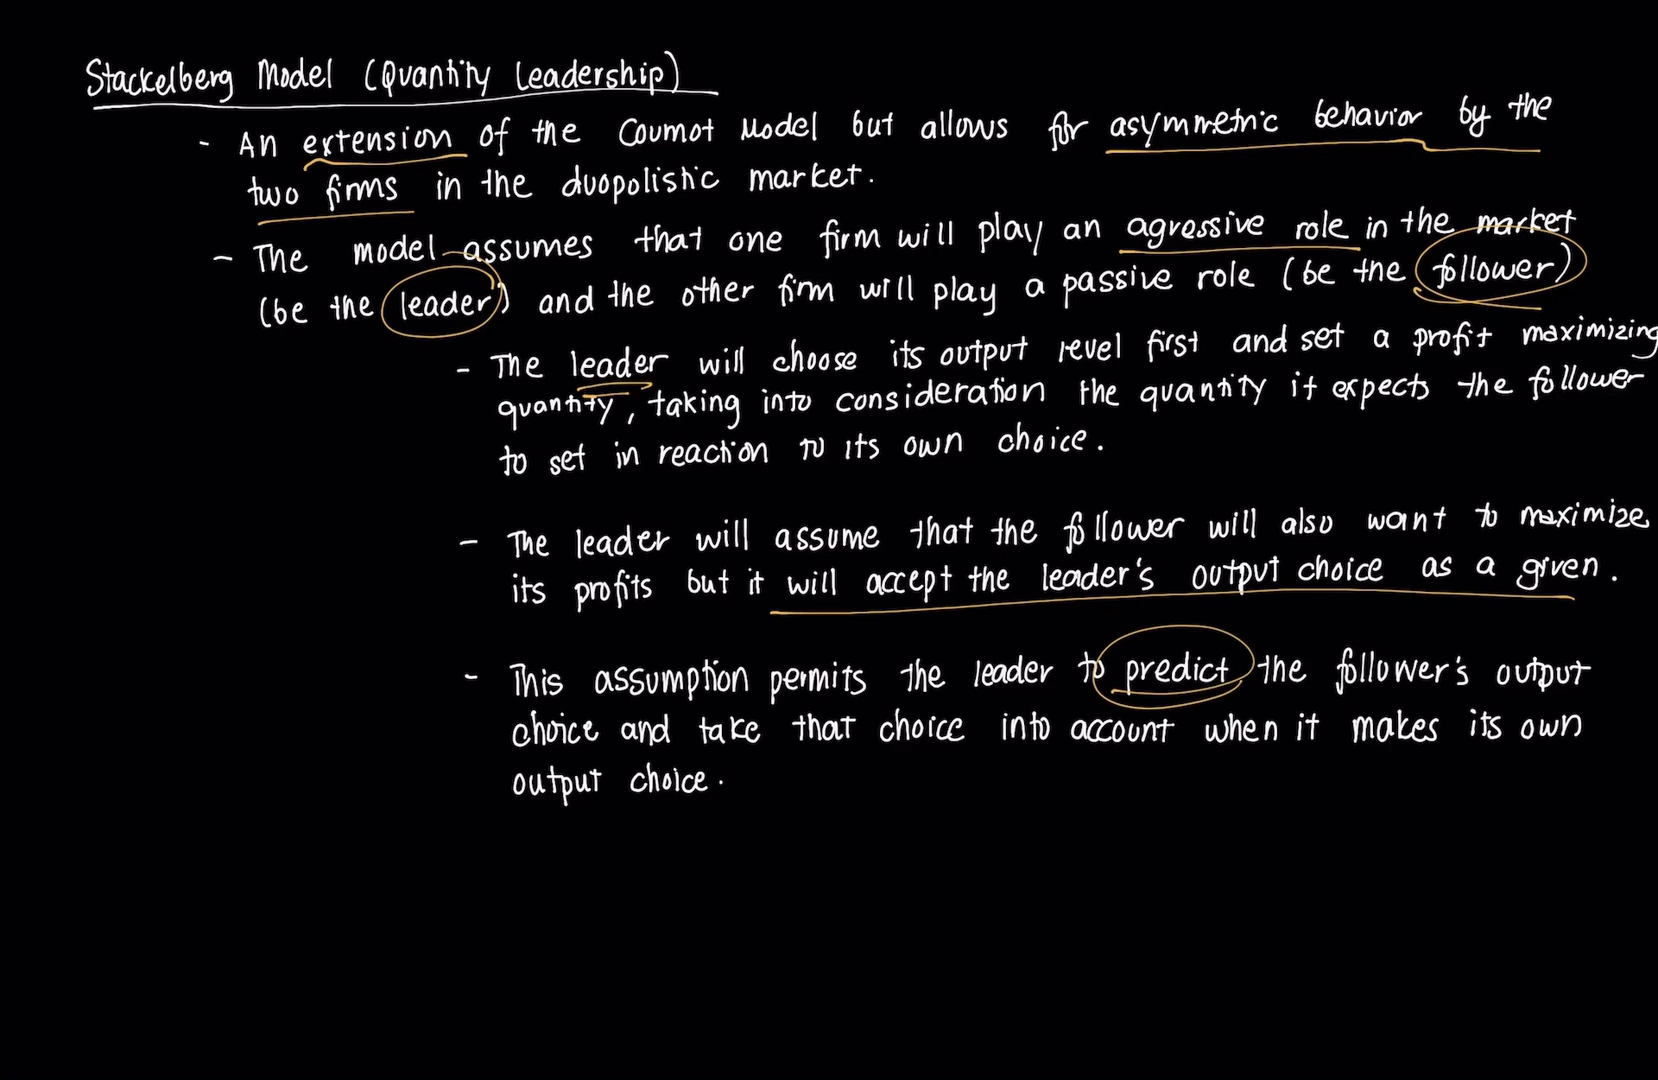 Stackelberg Model (Quantity Leadership)
- An extension of the Cournot Model but allows for asymmetric behavior by the
two firms in the duopolistic market.
- The model assumes that one firm will play an agressive role in the market
(be the leader) and the other firm will play a passive role (be the follower)
- The leader will choose its output level first and set a profit maximizing
quantity, taking into consideration the quantity it expects the follower
to set in reaction to its own choice.
- The leader will assume that the follower will also want to maximize
its profits but it will accept the leader's output choice as a given.
- This assumption permits the leader to predict the follower's output
choice and take that choice into account when it makes its own
output choice.